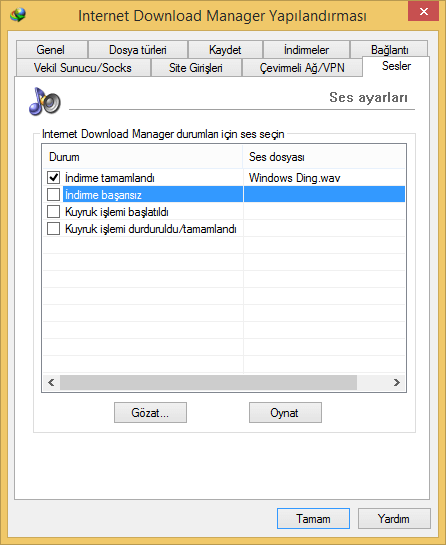 Internet Download Manager Yapılandırması
Genel Dosya türleri Kaydet İndirmeler Bağlantı
Vekil Sunucu/Socks Site Girişleri Çevirmeli Ağ/VPN Sesler
Ses ayarları
Internet Download Manager durumları için ses seçin
Durum Ses dosyası
İndirme tamamlandı Windows Ding.wav
İndirme başarısız
Kuyruk işlemi başlatıldı
Kuyruk işlemi durduruldu/tamamlandı
Gözat... Oynat
Tamam Yardım